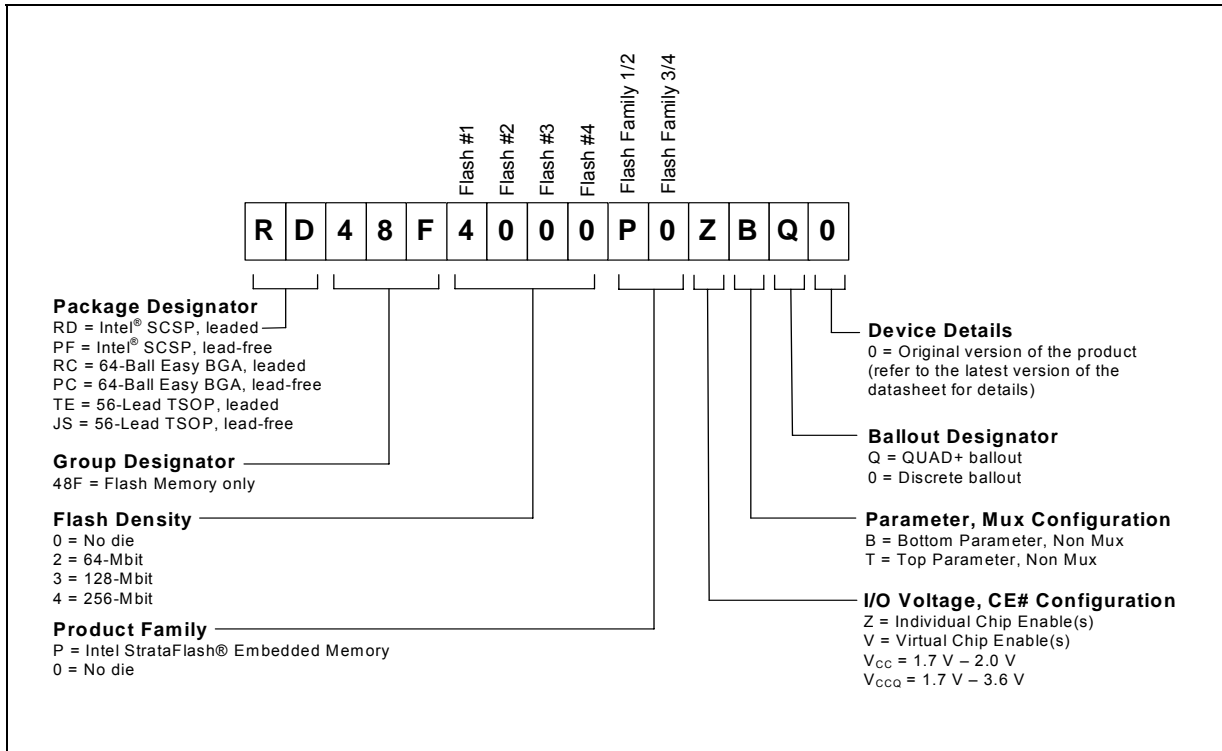 Flash #1
Flash #2
Flash #3
Flash #4
Flash Family 1/2
Flash Family 3/4
R D 4 8 F 4 0 0 0 P 0 Z B Q 0
Package Designator
RD = Intel® SCSP, leaded
PF = Intel® SCSP, lead-free
RC = 64-Ball Easy BGA, leaded
PC = 64-Ball Easy BGA, lead-free
TE = 56-Lead TSOP, leaded
JS = 56-Lead TSOP, lead-free
Group Designator
48F = Flash Memory only
Flash Density
0 = No die
2 = 64-Mbit
3 = 128-Mbit
4 = 256-Mbit
Product Family
P = Intel StrataFlash® Embedded Memory
0 = No die
Device Details
0 = Original version of the product
(refer to the latest version of the
datasheet for details)
Ballout Designator
Q = QUAD+ ballout
0 = Discrete ballout
Parameter, Mux Configuration
B = Bottom Parameter, Non Mux
T = Top Parameter, Non Mux
I/O Voltage, CE# Configuration
Z = Individual Chip Enable(s)
V = Virtual Chip Enable(s)
VCC = 1.7 V – 2.0 V
VCCQ = 1.7 V – 3.6 V